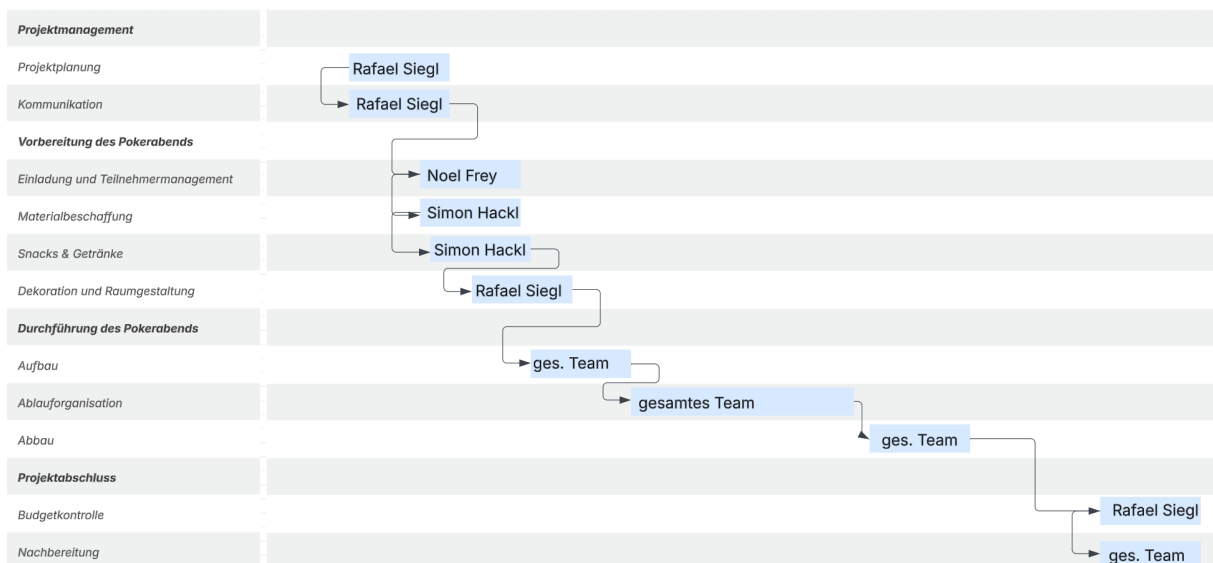 Projektmanagement
Projektplanung Rafael Siegl
Kommunikation Rafael Siegl
Vorbereitung des Pokerabends
Einladung und Teilnehmermanagement Noel Frey
Materialbeschaffung Simon Hackl
Snacks & Getränke Simon Hackl
Dekoration und Raumgestaltung Rafael Siegl
Durchführung des Pokerabends
Aufbau ges. Team
Ablauforganisation gesamtes Team
Abbau ges. Team
Projektabschluss
Budgetkontrolle Rafael Siegl
Nachbereitung ges. Team